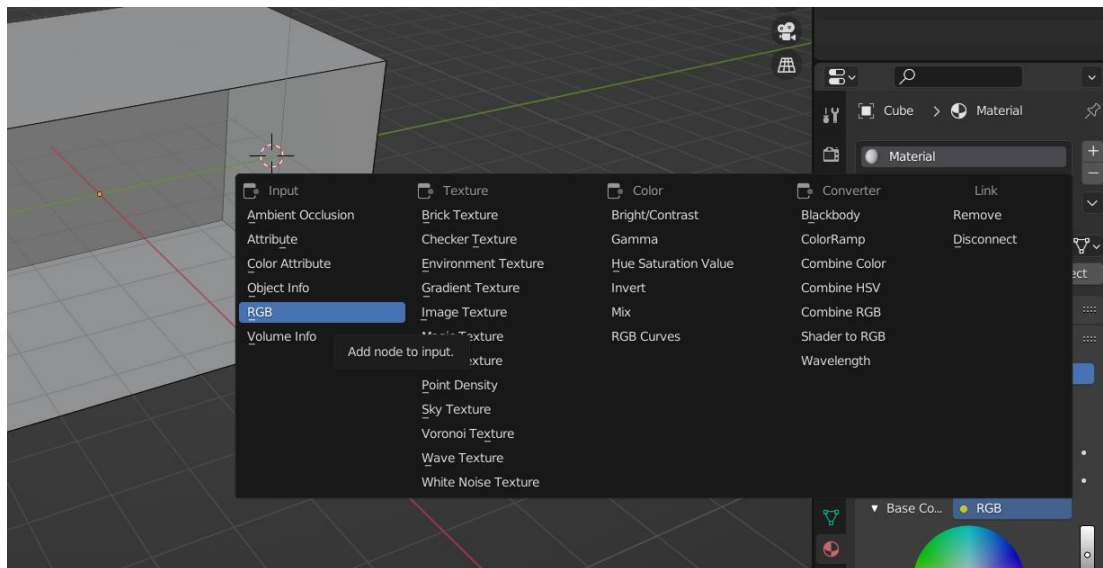 Cube > Material
Material
Input
Ambient Occlusion
Attribute
Color Attribute
Object Info
RGB
Volume Info
Add node to input.
Texture
Brick Texture
Checker Texture
Environment Texture
Gradient Texture
Image Texture
Texture
exture
Point Density
Sky Texture
Voronoi Texture
Wave Texture
White Noise Texture
Color
Bright/Contrast
Gamma
Hue Saturation Value
Invert
Mix
RGB Curves
Converter
Blackbody
ColorRamp
Combine Color
Combine HSV
Combine RGB
Shader to RGB
Wavelength
Link
Remove
Disconnect
ect
Base Co... RGB